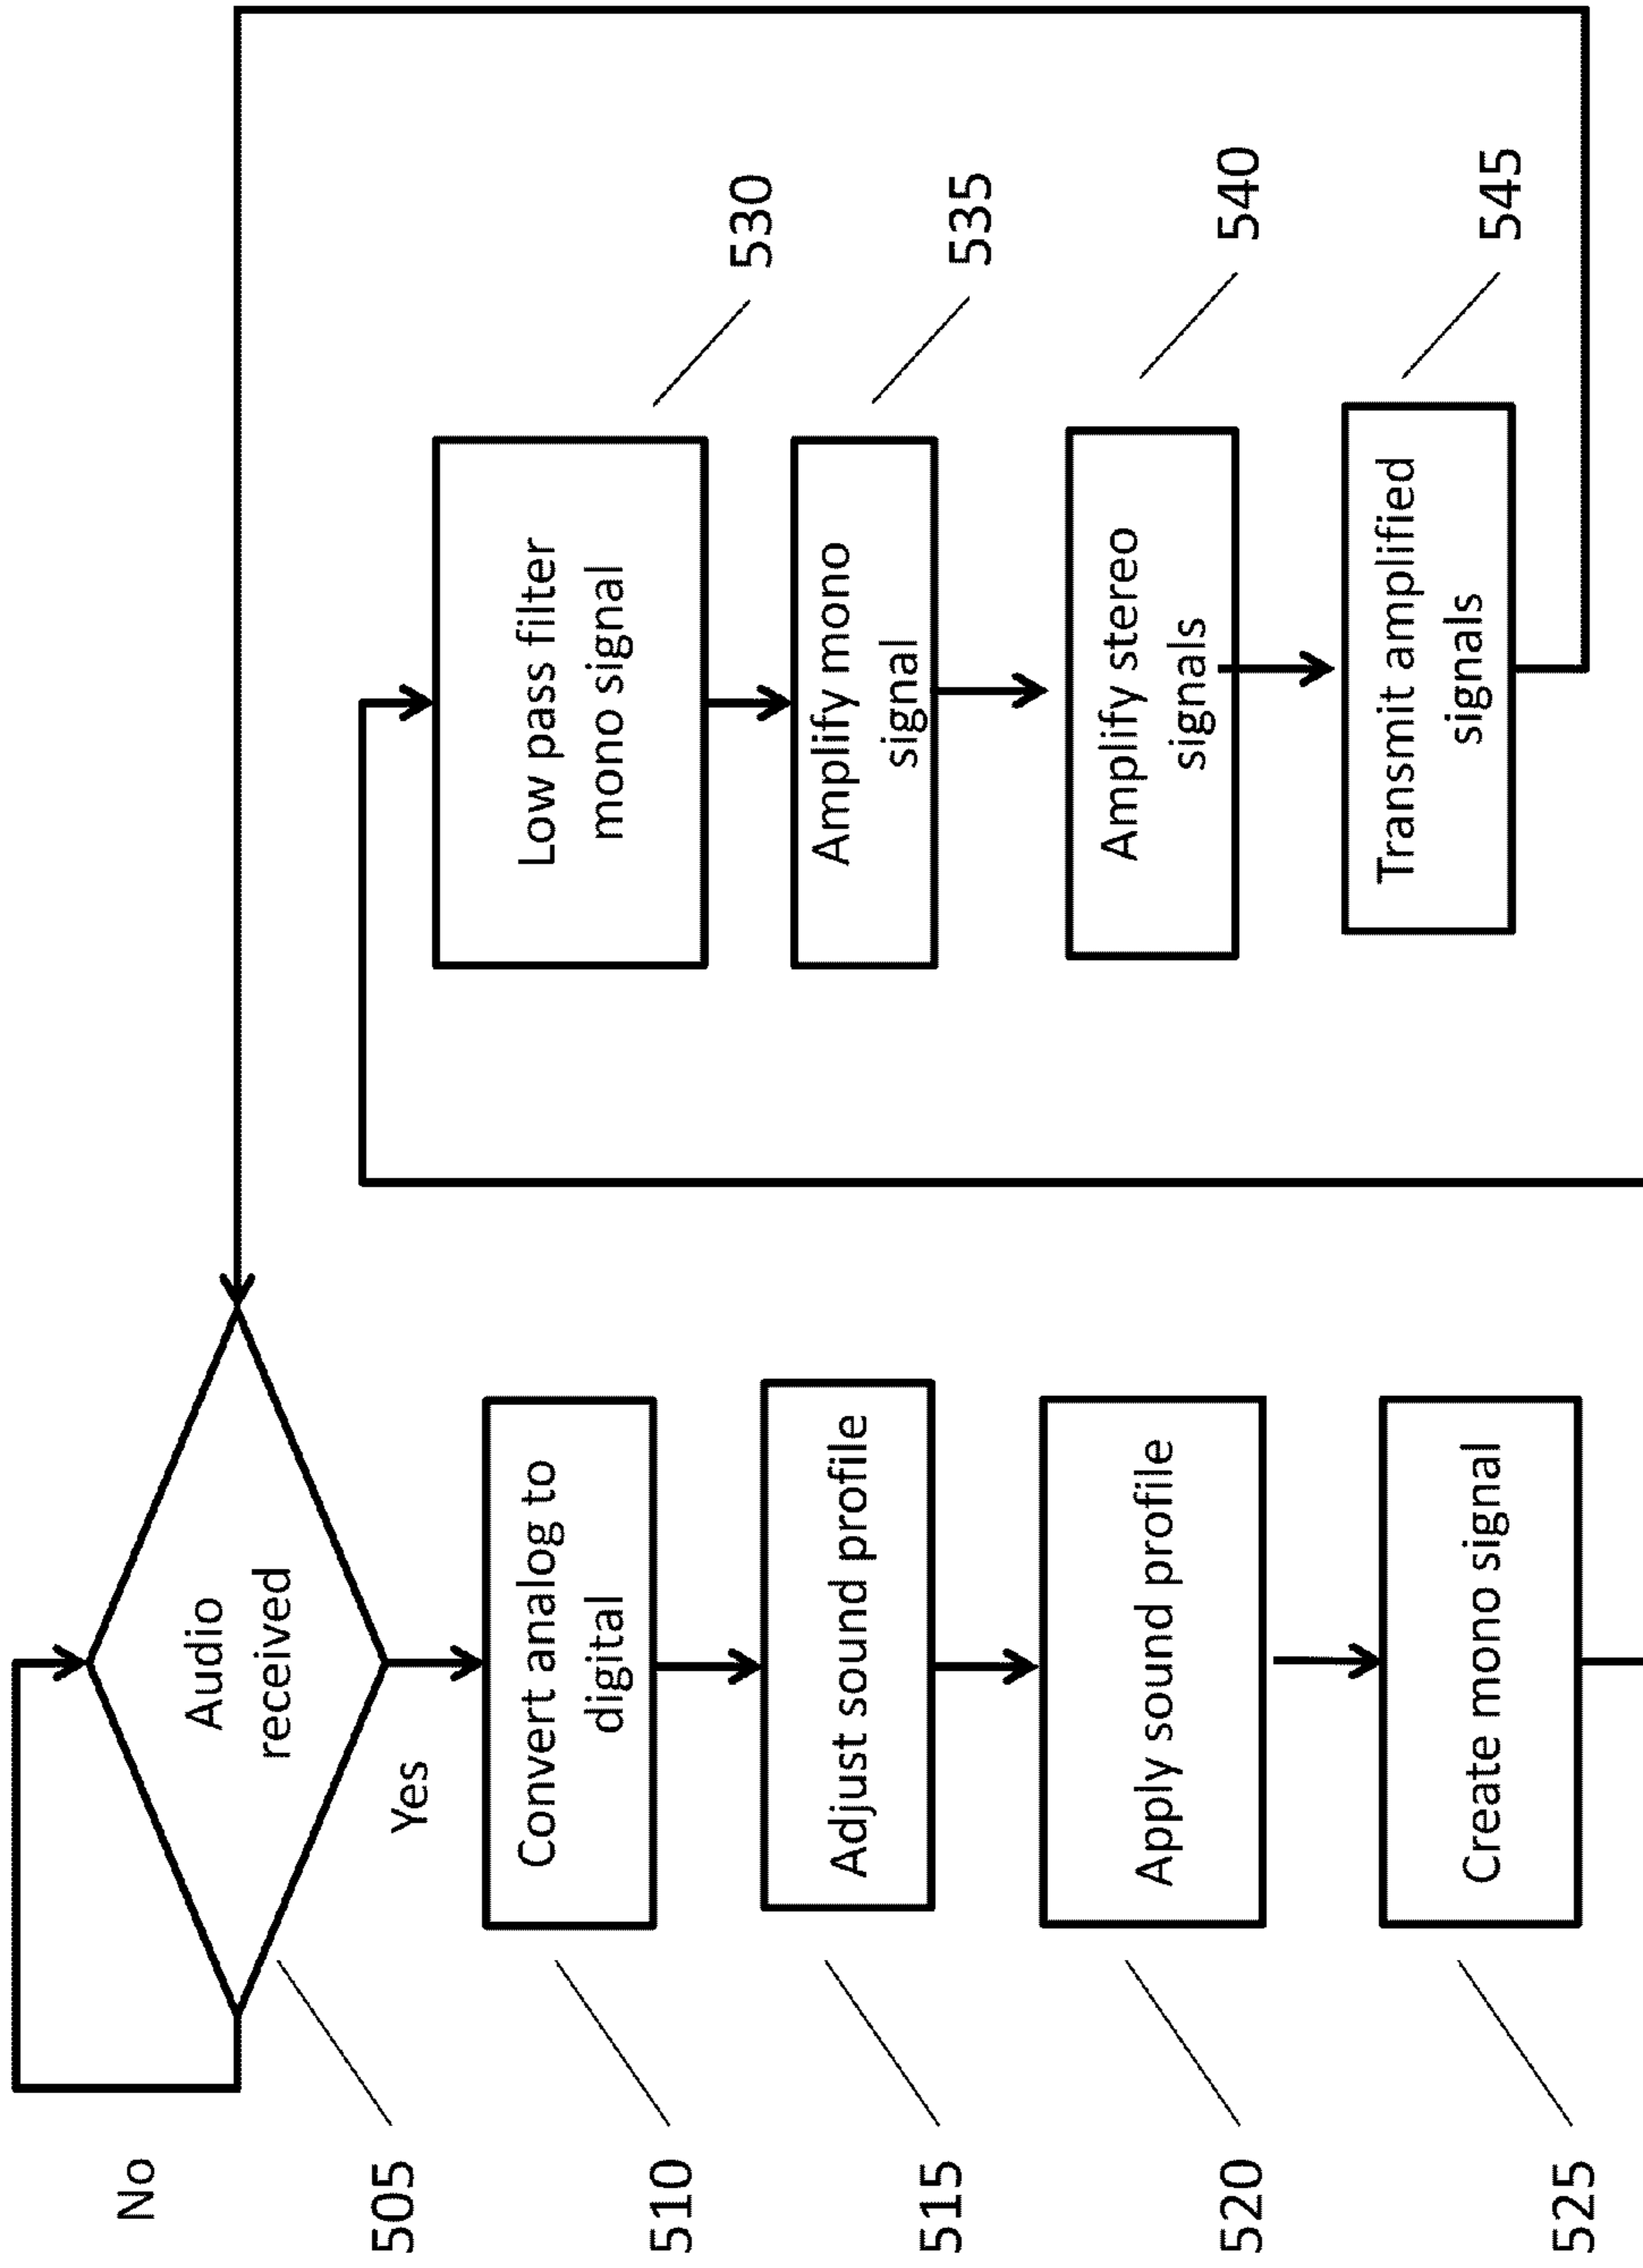 No
Audio
received
505
Yes
Convert analog to
digital
510
Adjust sound profile
515
Apply sound profile
520
Create mono signal
525
Low pass filter
mono signal
530
Amplify mono
signal
535
Amplify stereo
signals
540
Transmit amplified
signals
545